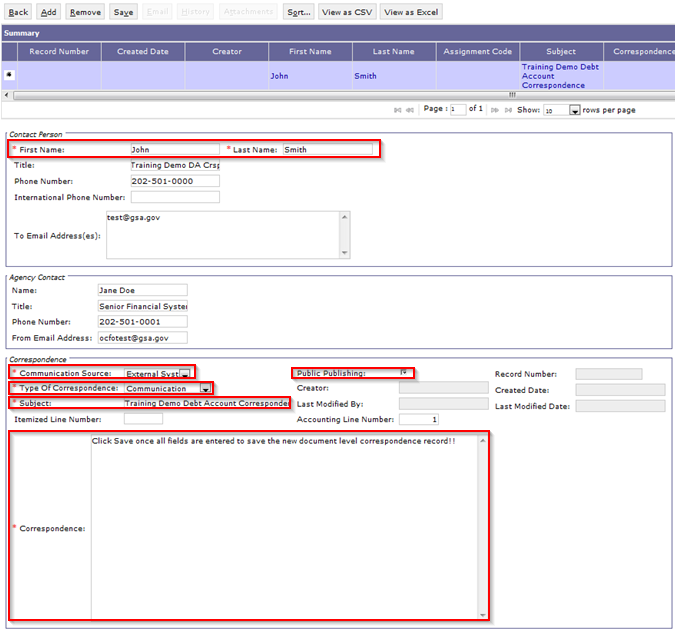 Back Add Remove Save Email History Attachments Sort... View as CSV View as Excel
Summary
Record Number Created Date Creator First Name Last Name Assignment Code Subject Correspondence
John Smith Training Demo Debt
Account
Correspondence
Page : 1 of 1 Show: 10 rows per page
Contact Person
* First Name: John * Last Name: Smith
Title: Training Demo DA Crsp
Phone Number: 202-501-0000
International Phone Number:
To Email Address(es): test@gsa.gov
Agency Contact
Name: Jane Doe
Title: Senior Financial System
Phone Number: 202-501-0001
From Email Address: ocfotest@gsa.gov
Correspondence
* Communication Source: External Syst Public Publishing: Record Number:
* Type Of Correspondence: Communication Creator: Created Date:
* Subject: Training Demo Debt Account Corresponden Last Modified By: Last Modified Date:
Itemized Line Number: Accounting Line Number: 1
* Correspondence: Click Save once all fields are entered to save the new document level correspondence record!!